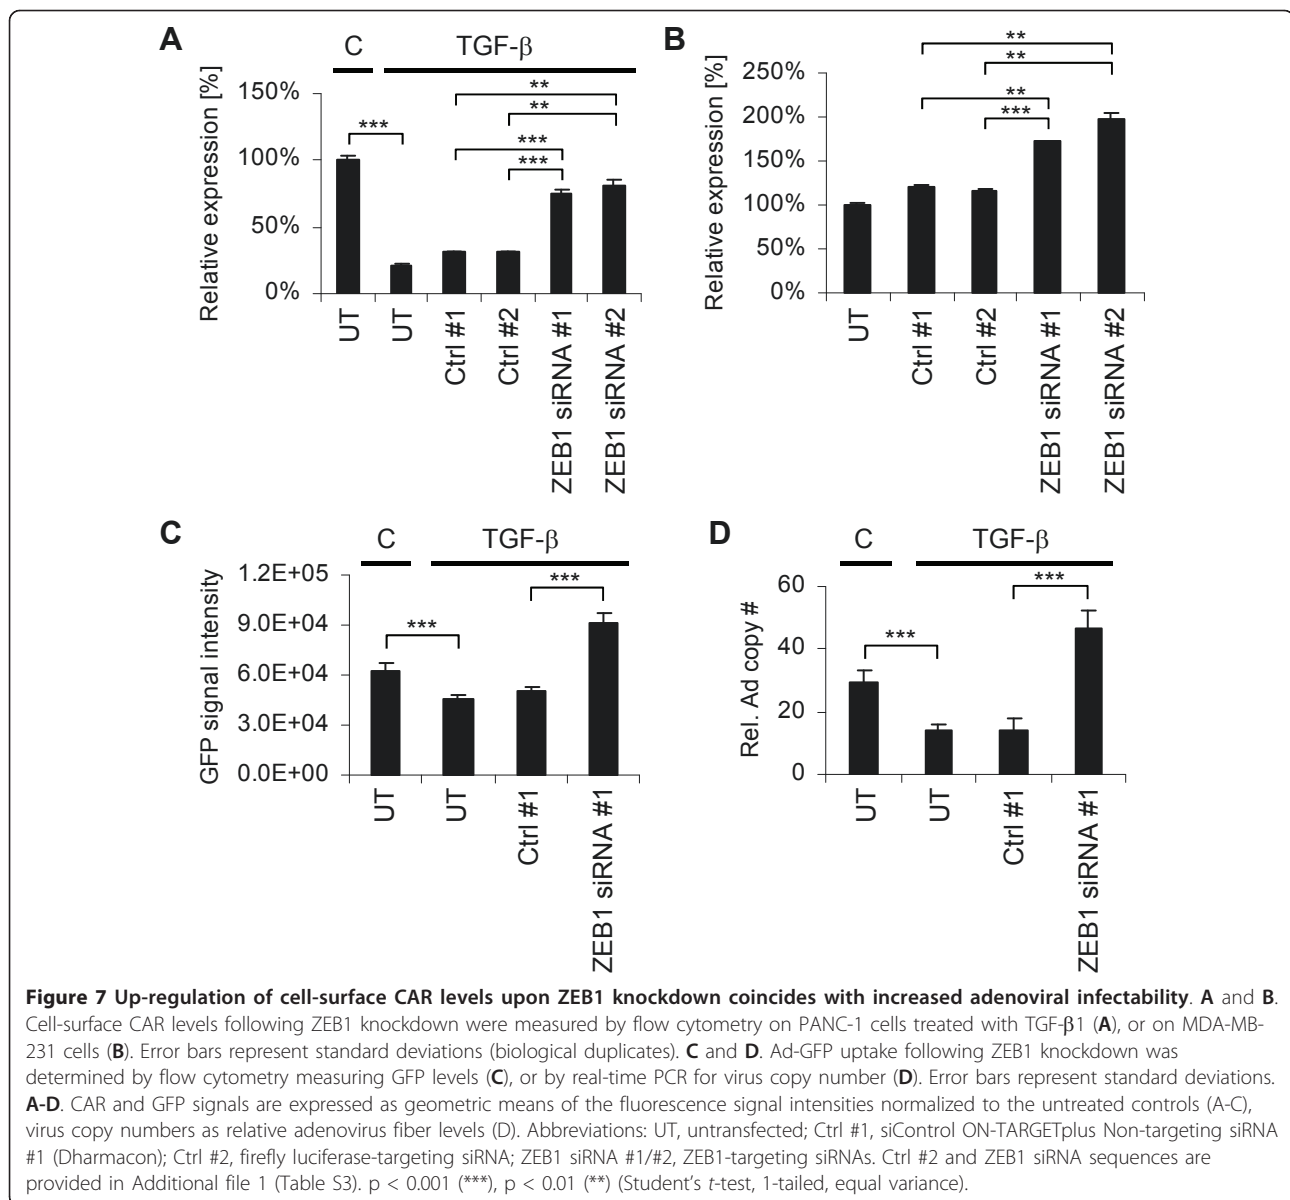 A
C TGF-β
Relative expression [%]
150%
100%
50%
0%
***
**
**
***
***
UT
UT
Ctrl #1
Ctrl #2
ZEB1 siRNA #1
ZEB1 siRNA #2
B
Relative expression [%]
250%
200%
150%
100%
50%
0%
**
**
**
***
UT
Ctrl #1
Ctrl #2
ZEB1 siRNA #1
ZEB1 siRNA #2
C
C TGF-β
GFP signal intensity
1.2E+05
9.0E+04
6.0E+04
3.0E+04
0.0E+00
***
***
UT
UT
Ctrl #1
ZEB1 siRNA #1
D
C TGF-β
Rel. Ad copy #
60
40
20
0
***
***
UT
UT
Ctrl #1
ZEB1 siRNA #1
Figure 7 Up-regulation of cell-surface CAR levels upon ZEB1 knockdown coincides with increased adenoviral infectability. A and B.
Cell-surface CAR levels following ZEB1 knockdown were measured by flow cytometry on PANC-1 cells treated with TGF-β1 (A), or on MDA-MB-
231 cells (B). Error bars represent standard deviations (biological duplicates). C and D. Ad-GFP uptake following ZEB1 knockdown was
determined by flow cytometry measuring GFP levels (C), or by real-time PCR for virus copy number (D). Error bars represent standard deviations.
A-D. CAR and GFP signals are expressed as geometric means of the fluorescence signal intensities normalized to the untreated controls (A-C),
virus copy numbers as relative adenovirus fiber levels (D). Abbreviations: UT, untransfected; Ctrl #1, siControl ON-TARGETplus Non-targeting siRNA
#1 (Dharmacon); Ctrl #2, firefly luciferase-targeting siRNA; ZEB1 siRNA #1/#2, ZEB1-targeting siRNAs. Ctrl #2 and ZEB1 siRNA sequences are
provided in Additional file 1 (Table S3). p < 0.001 (***), p < 0.01 (**) (Student's t-test, 1-tailed, equal variance).